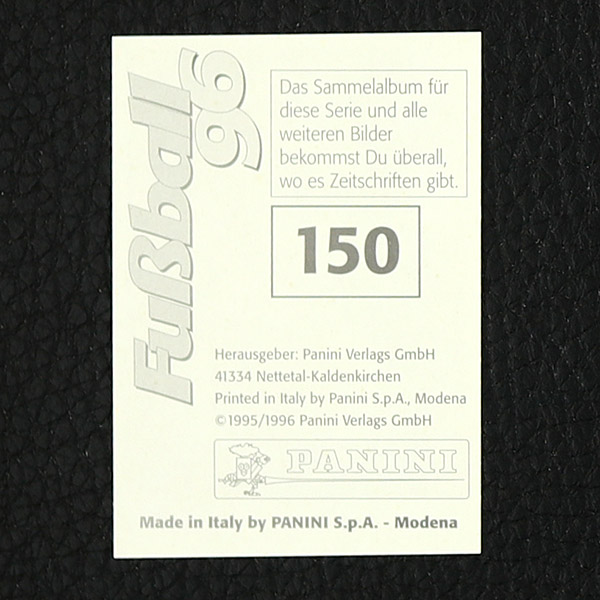 Fußball 96
Das Sammelalbum für
diese Serie und alle
weiteren Bilder
bekommst Du überall,
wo es Zeitschriften gibt.
150
Herausgeber: Panini Verlags GmbH
41334 Nettetal-Kaldenkirchen
Printed in Italy by Panini S.p.A., Modena
©1995/1996 Panini Verlags GmbH
PANINI
Made in Italy by PANINI S.p.A. - Modena